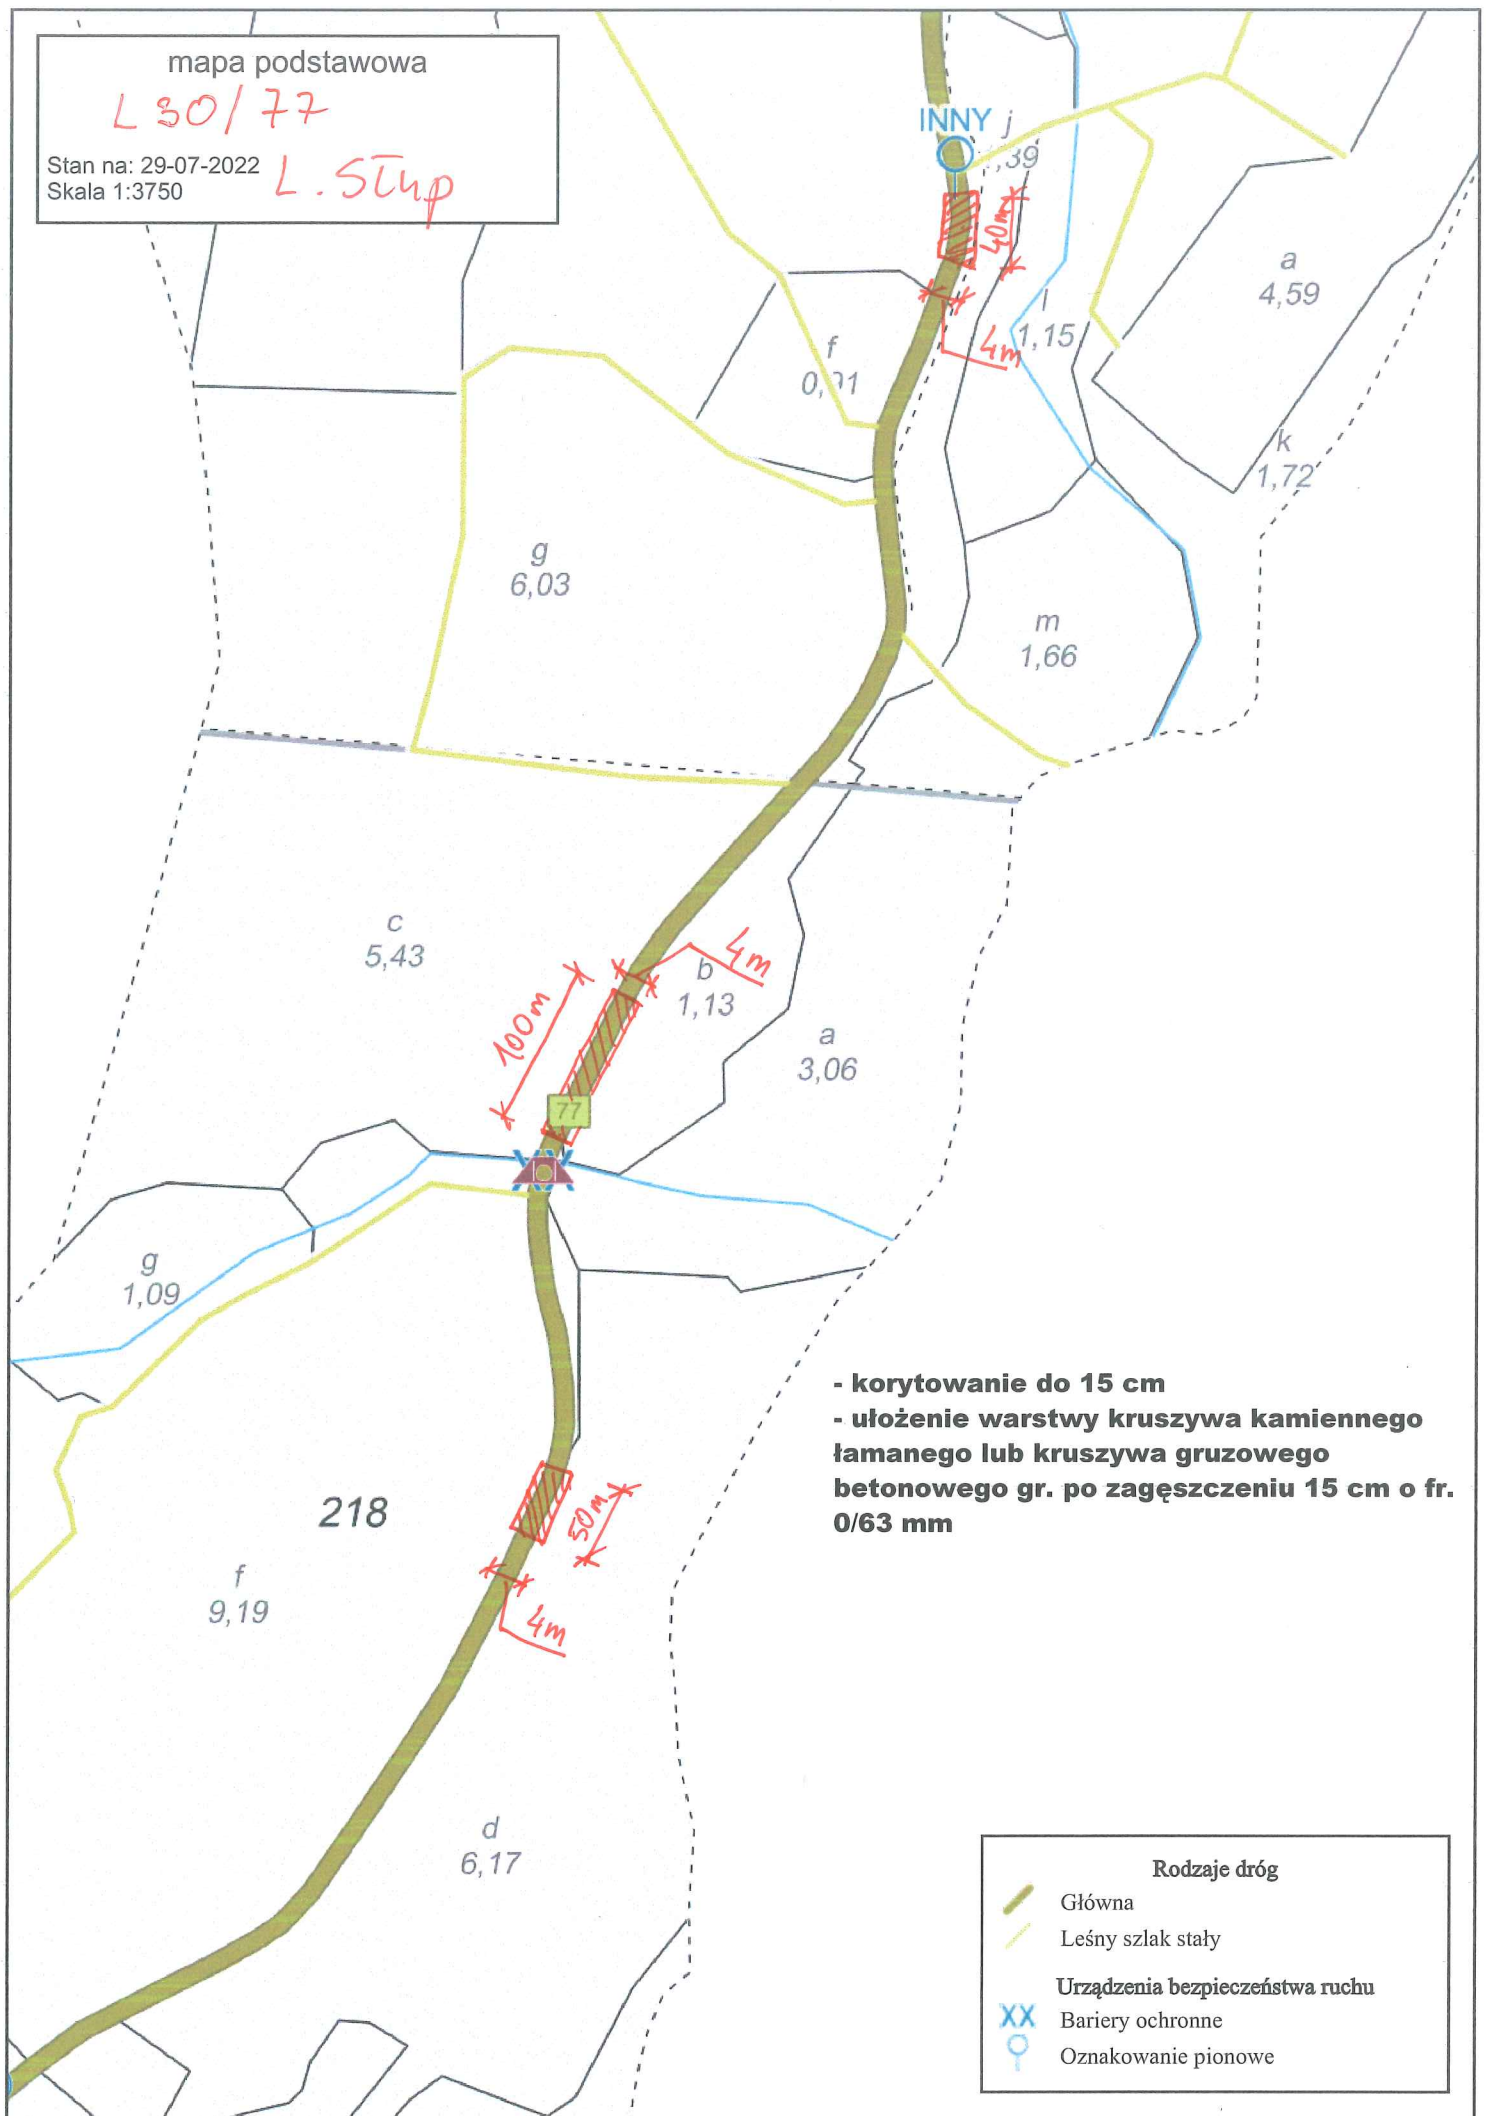 mapa podstawowa
L 30/77
Stan na: 29-07-2022
Skala 1:3750
L. Słup
INNY
j
,39
40m
a
4,59
l
1,15
4m
f
k
1,72
g
6,03
m
1,66
c
5,43
4m
b
1,13
100m
a
3,06
77
g
1,09
- korytowanie do 15 cm
- ułożenie warstwy kruszywa kamiennego
łamanego lub kruszywa gruzowego
betonowego gr. po zagęszczeniu 15 cm o fr.
0/63 mm
218
50m
f
9,19
4m
d
6,17
Rodzaje dróg
Główna
Leśny szlak stały
Urządzenia bezpieczeństwa ruchu
XX Bariery ochronne
Oznakowanie pionowe